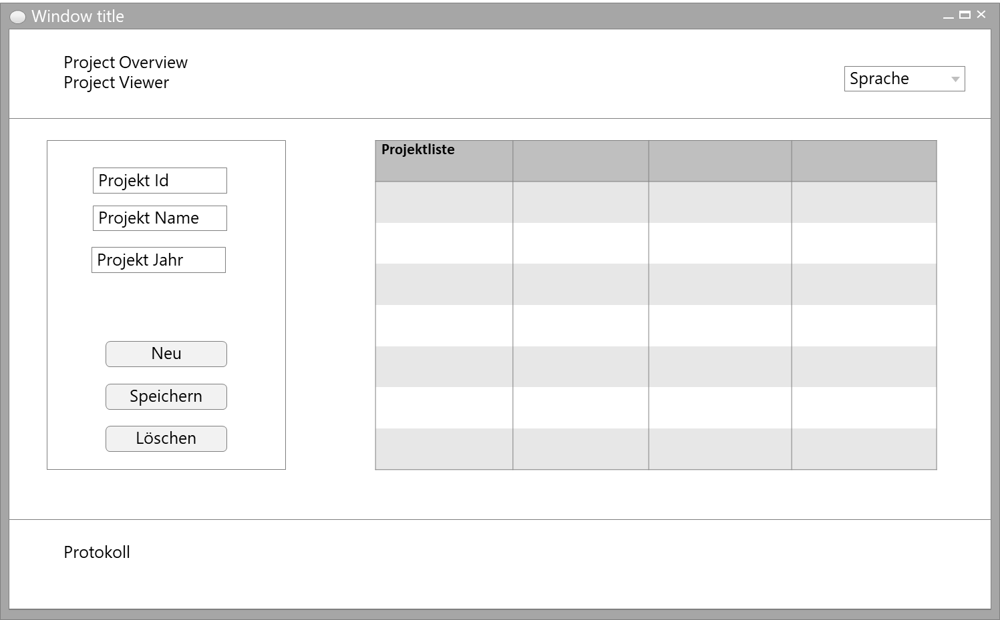 Window title
Project Overview
Project Viewer
Sprache
Projekt Id
Projekt Name
Projekt Jahr
Neu
Speichern
Löschen
Projektliste
Protokoll